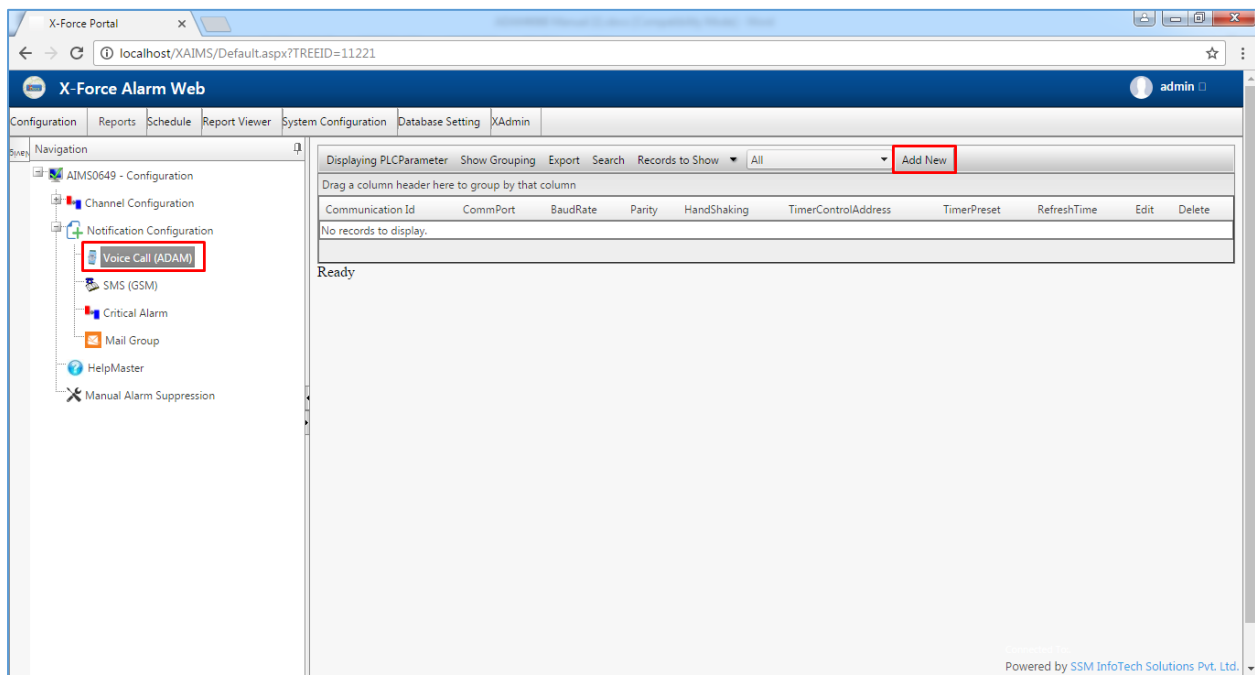 X-Force Portal
localhost/XAIMS/Default.aspx?TREEID=11221
X-Force Alarm Web
admin
Configuration Reports Schedule Report Viewer System Configuration Database Setting XAdmin
Navigation
AIMS0649 - Configuration
Channel Configuration
Notification Configuration
Voice Call (ADAM)
SMS (GSM)
Critical Alarm
Mail Group
HelpMaster
Manual Alarm Suppression
Displaying PLCParameter Show Grouping Export Search Records to Show All Add New
Drag a column header here to group by that column
Communication Id CommPort BaudRate Parity HandShaking TimerControlAddress TimerPreset RefreshTime Edit Delete
No records to display.
Ready
Powered by SSM InfoTech Solutions Pvt. Ltd.